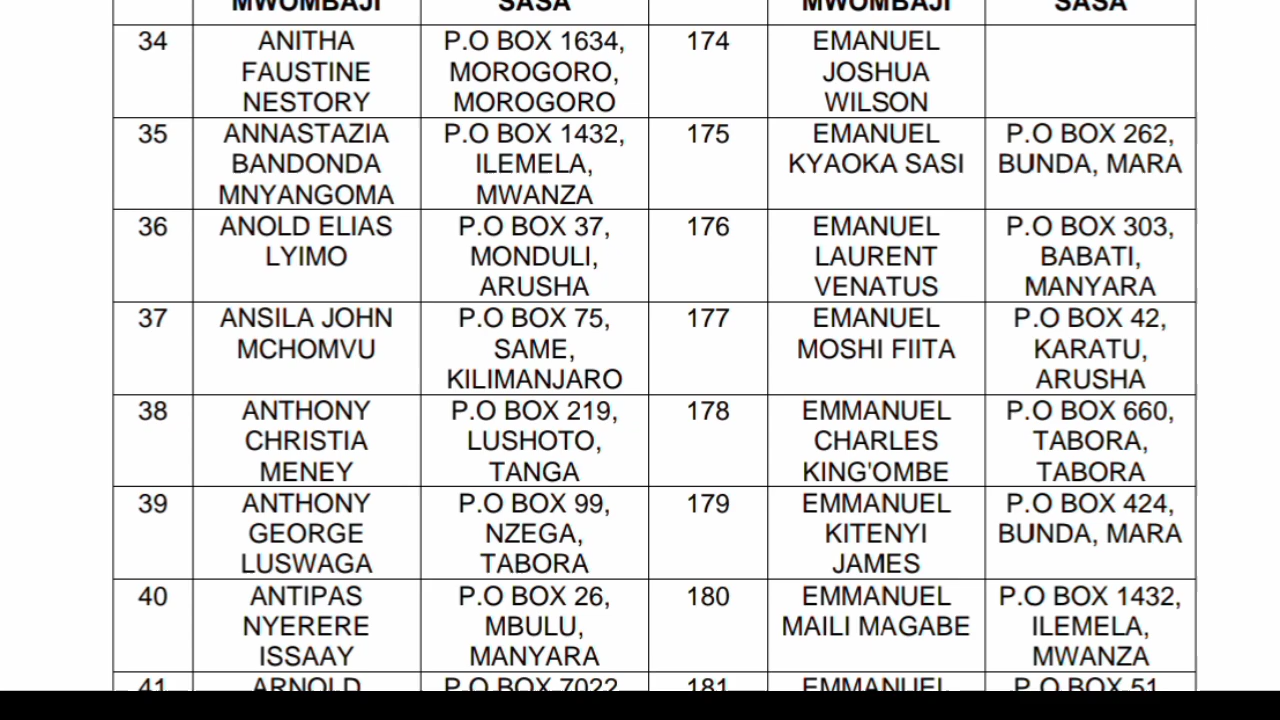 MWOMBAJI SASA MWOMBAJI SASA
34 ANITHA P.O BOX 1634, 174 EMANUEL
FAUSTINE MOROGORO, JOSHUA
NESTORY MOROGORO WILSON
35 ANNASTAZIA P.O BOX 1432, 175 EMANUEL P.O BOX 262,
BANDONDA ILEMELA, KYAOKA SASI BUNDA, MARA
MNYANGOMA MWANZA
36 ANOLD ELIAS P.O BOX 37, 176 EMANUEL P.O BOX 303,
LYIMO MONDULI, LAURENT BABATI,
ARUSHA VENATUS MANYARA
37 ANSILA JOHN P.O BOX 75, 177 EMANUEL P.O BOX 42,
MCHOMVU SAME, MOSHI FIITA KARATU,
KILIMANJARO ARUSHA
38 ANTHONY P.O BOX 219, 178 EMMANUEL P.O BOX 660,
CHRISTIA LUSHOTO, CHARLES TABORA,
MENEY TANGA KING'OMBE TABORA
39 ANTHONY P.O BOX 99, 179 EMMANUEL P.O BOX 424,
GEORGE NZEGA, KITENYI BUNDA, MARA
LUSWAGA TABORA JAMES
40 ANTIPAS P.O BOX 26, 180 EMMANUEL P.O BOX 1432,
NYERERE MBULU, MAILI MAGABE ILEMELA,
ISSAAY MANYARA MWANZA
41 ARNOLD P.O BOX 7022 181 EMMANUEL P.O BOX 51